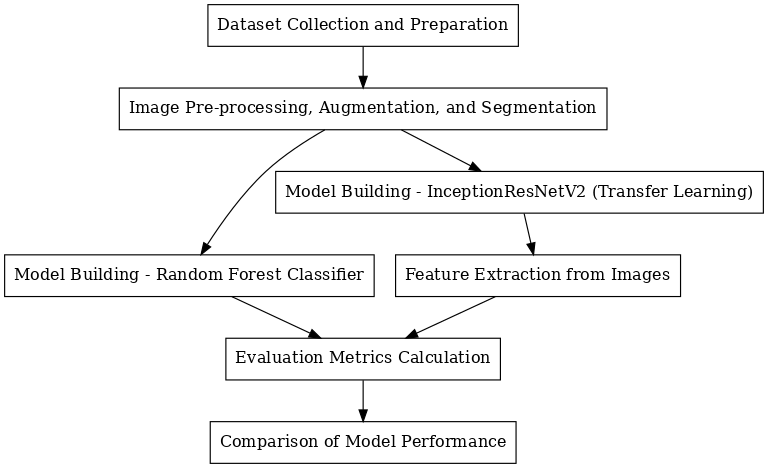 Dataset Collection and Preparation
Image Pre-processing, Augmentation, and Segmentation
Model Building - InceptionResNetV2 (Transfer Learning)
Model Building - Random Forest Classifier
Feature Extraction from Images
Evaluation Metrics Calculation
Comparison of Model Performance